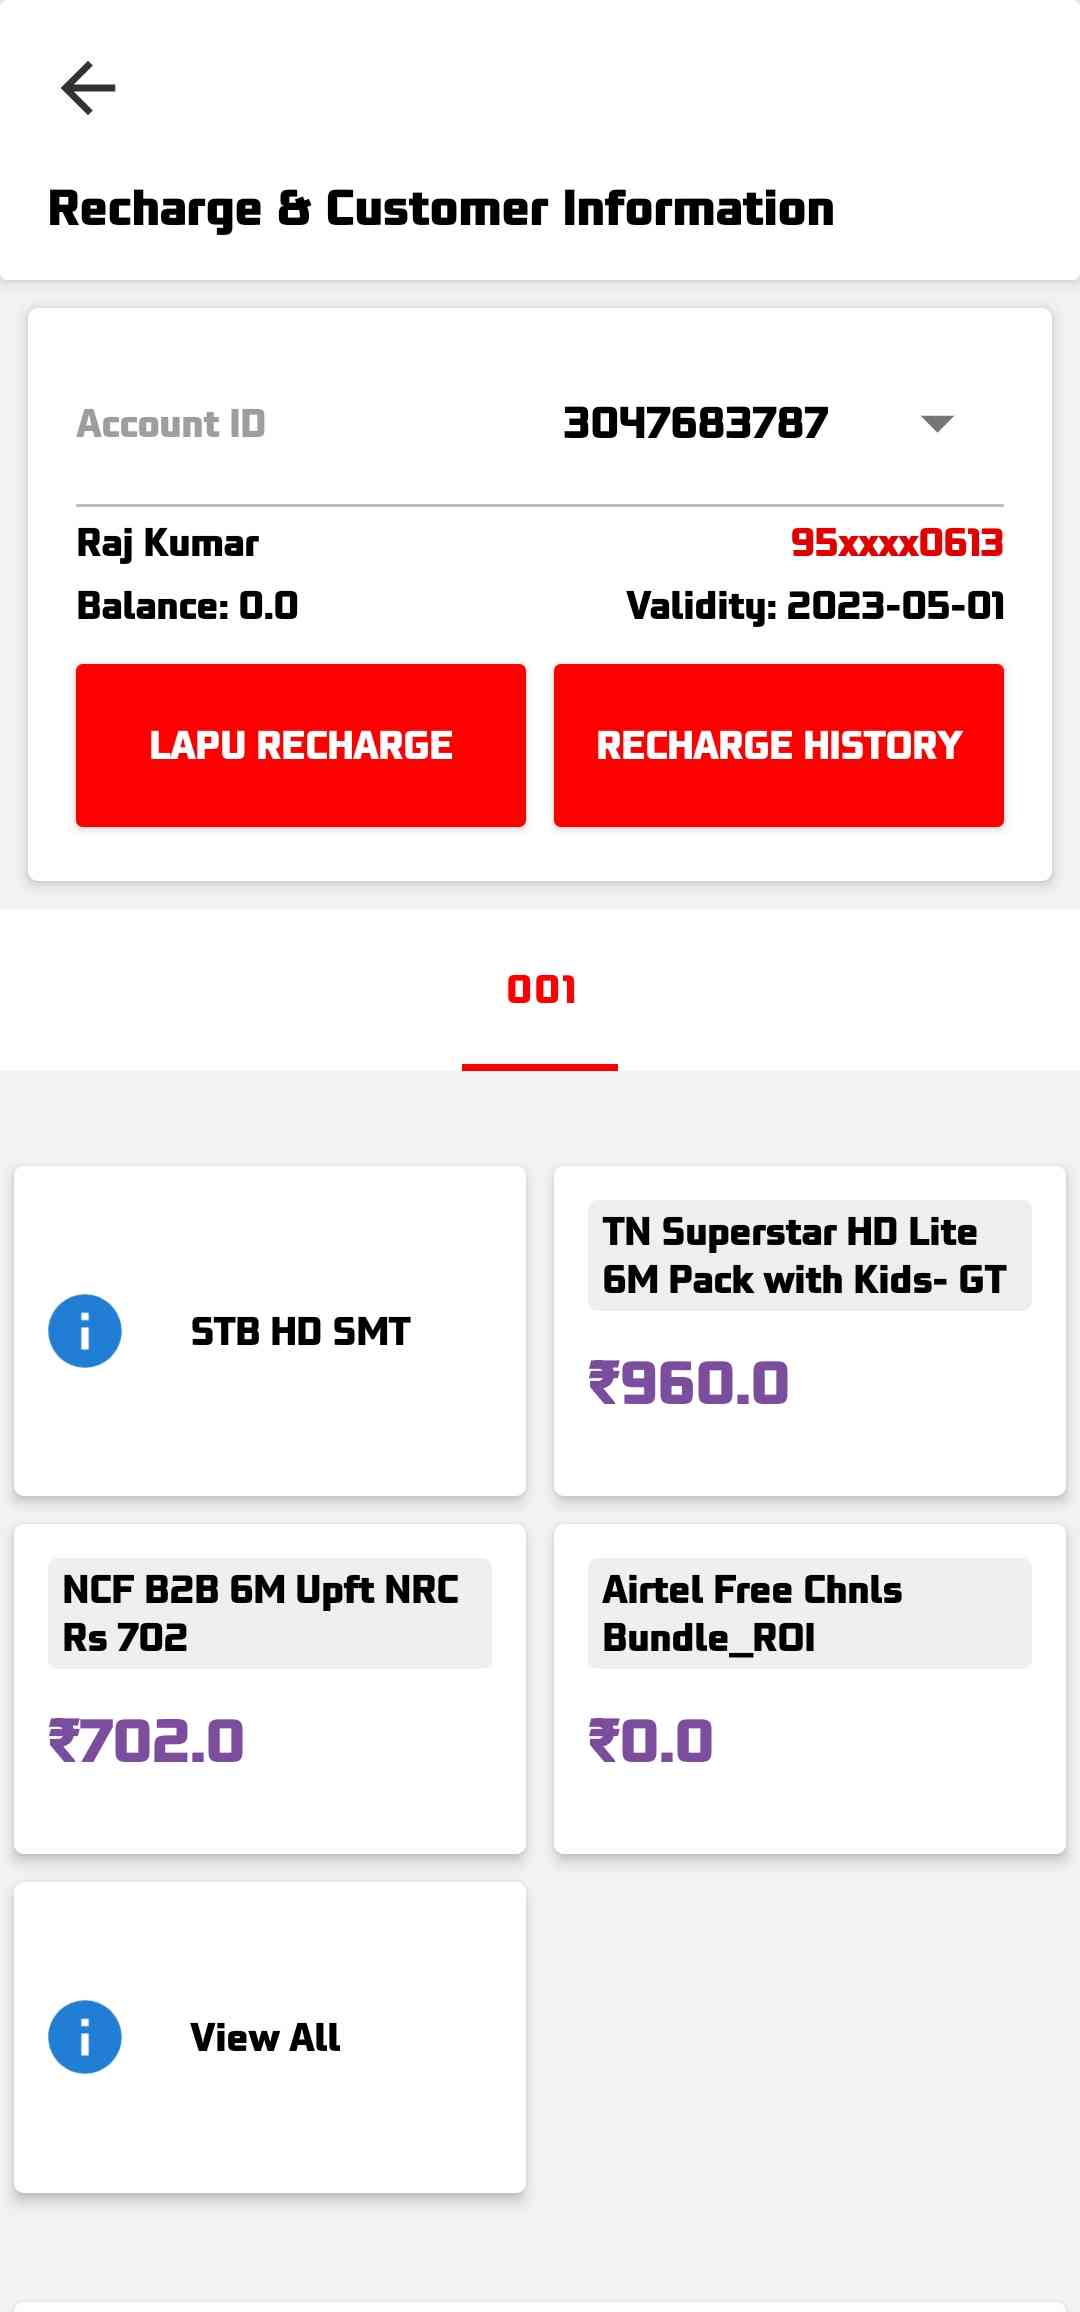 Recharge & Customer Information
Account ID 3047683787
Raj Kumar 95xxxx0613
Balance: 0.0 Validity: 2023-05-01
LAPU RECHARGE RECHARGE HISTORY
001
STB HD SMT
TN Superstar HD Lite
6M Pack with Kids- GT
₹960.0
NCF B2B 6M Upft NRC
Rs 702
₹702.0
Airtel Free Chnls
Bundle_ROI
₹0.0
View All